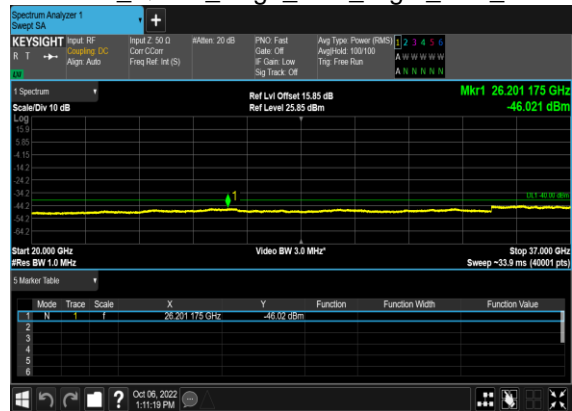 Spectrum Analyzer 1
Swept SA
KEYSIGHT Input: RF Input Z: 50 Ω #Atten: 20 dB PNO: Fast Avg Type: Power (RMS) 1 2 3 4 5 6
R T Coupling: DC Corr CCorr Gate: Off Avg|Hold: 100/100 A W W W W W
Align: Auto Freq Ref: Int (S) IF Gain: Low Trig: Free Run
Sig Track: Off A N N N N N
LW
1 Spectrum Ref Lvl Offset 15.85 dB Mkr1 26.201 175 GHz
Scale/Div 10 dB Ref Level 25.85 dBm -46.021 dBm
Log
15.9
5.85
-4.15
-14.2
-24.2
-34.2 1 DL1 -40.00 dBm
-44.2
-54.2
-64.2
Start 20.000 GHz Video BW 3.0 MHz* Stop 37.000 GHz
#Res BW 1.0 MHz Sweep ~33.9 ms (40001 pts)
5 Marker Table
Mode Trace Scale X Y Function Function Width Function Value
1 N 1 f 26.201 175 GHz -46.02 dBm
2
3
4
5
6
? Oct 06, 2022
1:11:19 PM